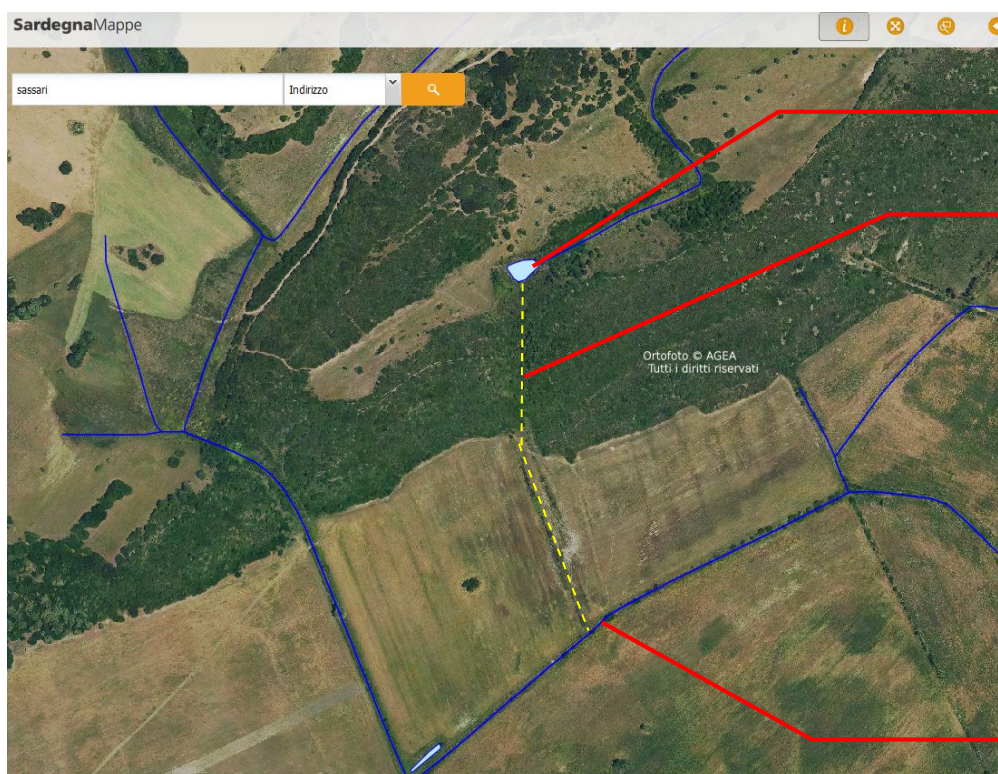 SardegnaMappe
i
sassari
Indirizzo
Ortofoto © AGEA
Tutti i diritti riservati